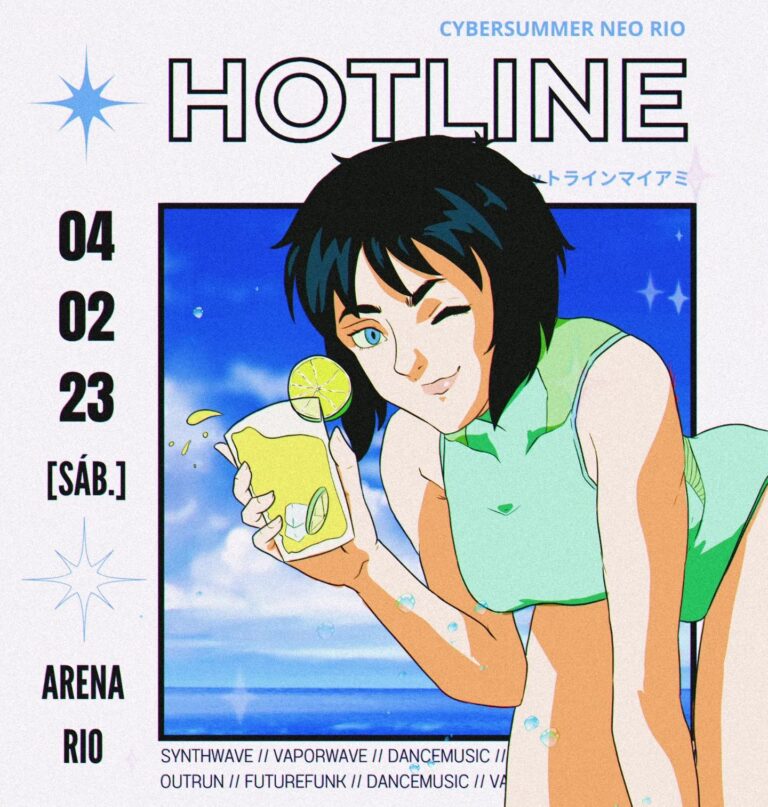 CYBERSUMMER NEO RIO
HOTLINE
トラインマイアミ
04
02
23
[SÁB.]
ARENA
RIO
SYNTHWAVE // VAPORWAVE // DANCEMUSIC //
OUTRUN // FUTUREFUNK // DANCEMUSIC // VA